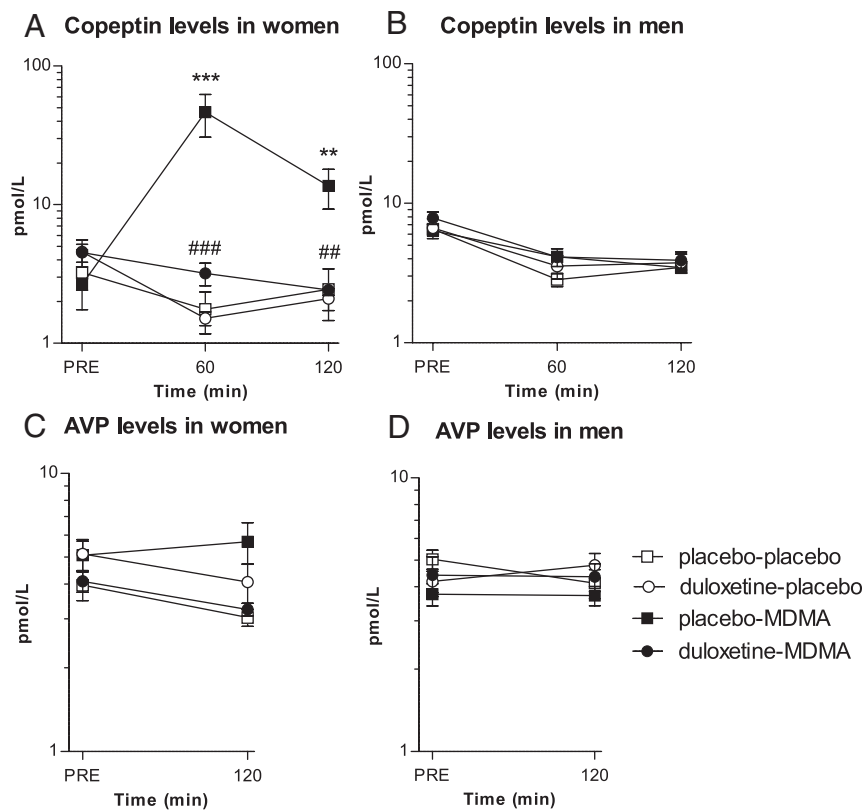 A Copeptin levels in women
100
10
1
pmol/L
***
**
###
##
PRE 60 120
Time (min)
B Copeptin levels in men
100
10
1
pmol/L
PRE 60 120
Time (min)
C AVP levels in women
10
1
pmol/L
PRE 120
Time (min)
D AVP levels in men
10
1
pmol/L
PRE 120
Time (min)
placebo-placebo
duloxetine-placebo
placebo-MDMA
duloxetine-MDMA